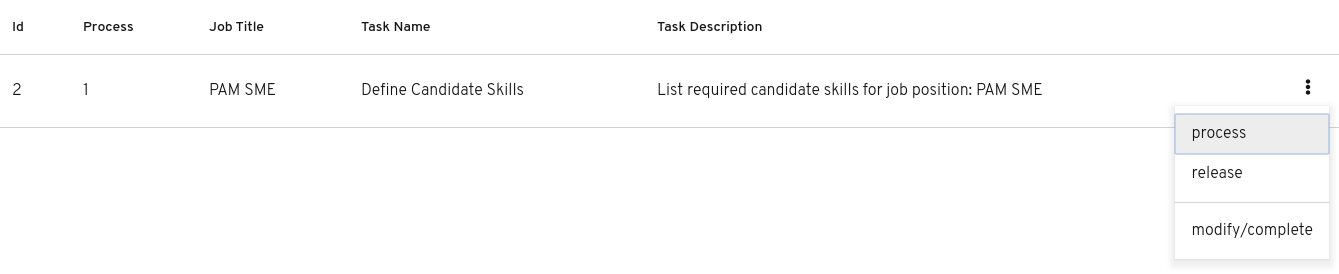 Id Process Job Title Task Name Task Description
2 1 PAM SME Define Candidate Skills List required candidate skills for job position: PAM SME
process
release
modify/complete